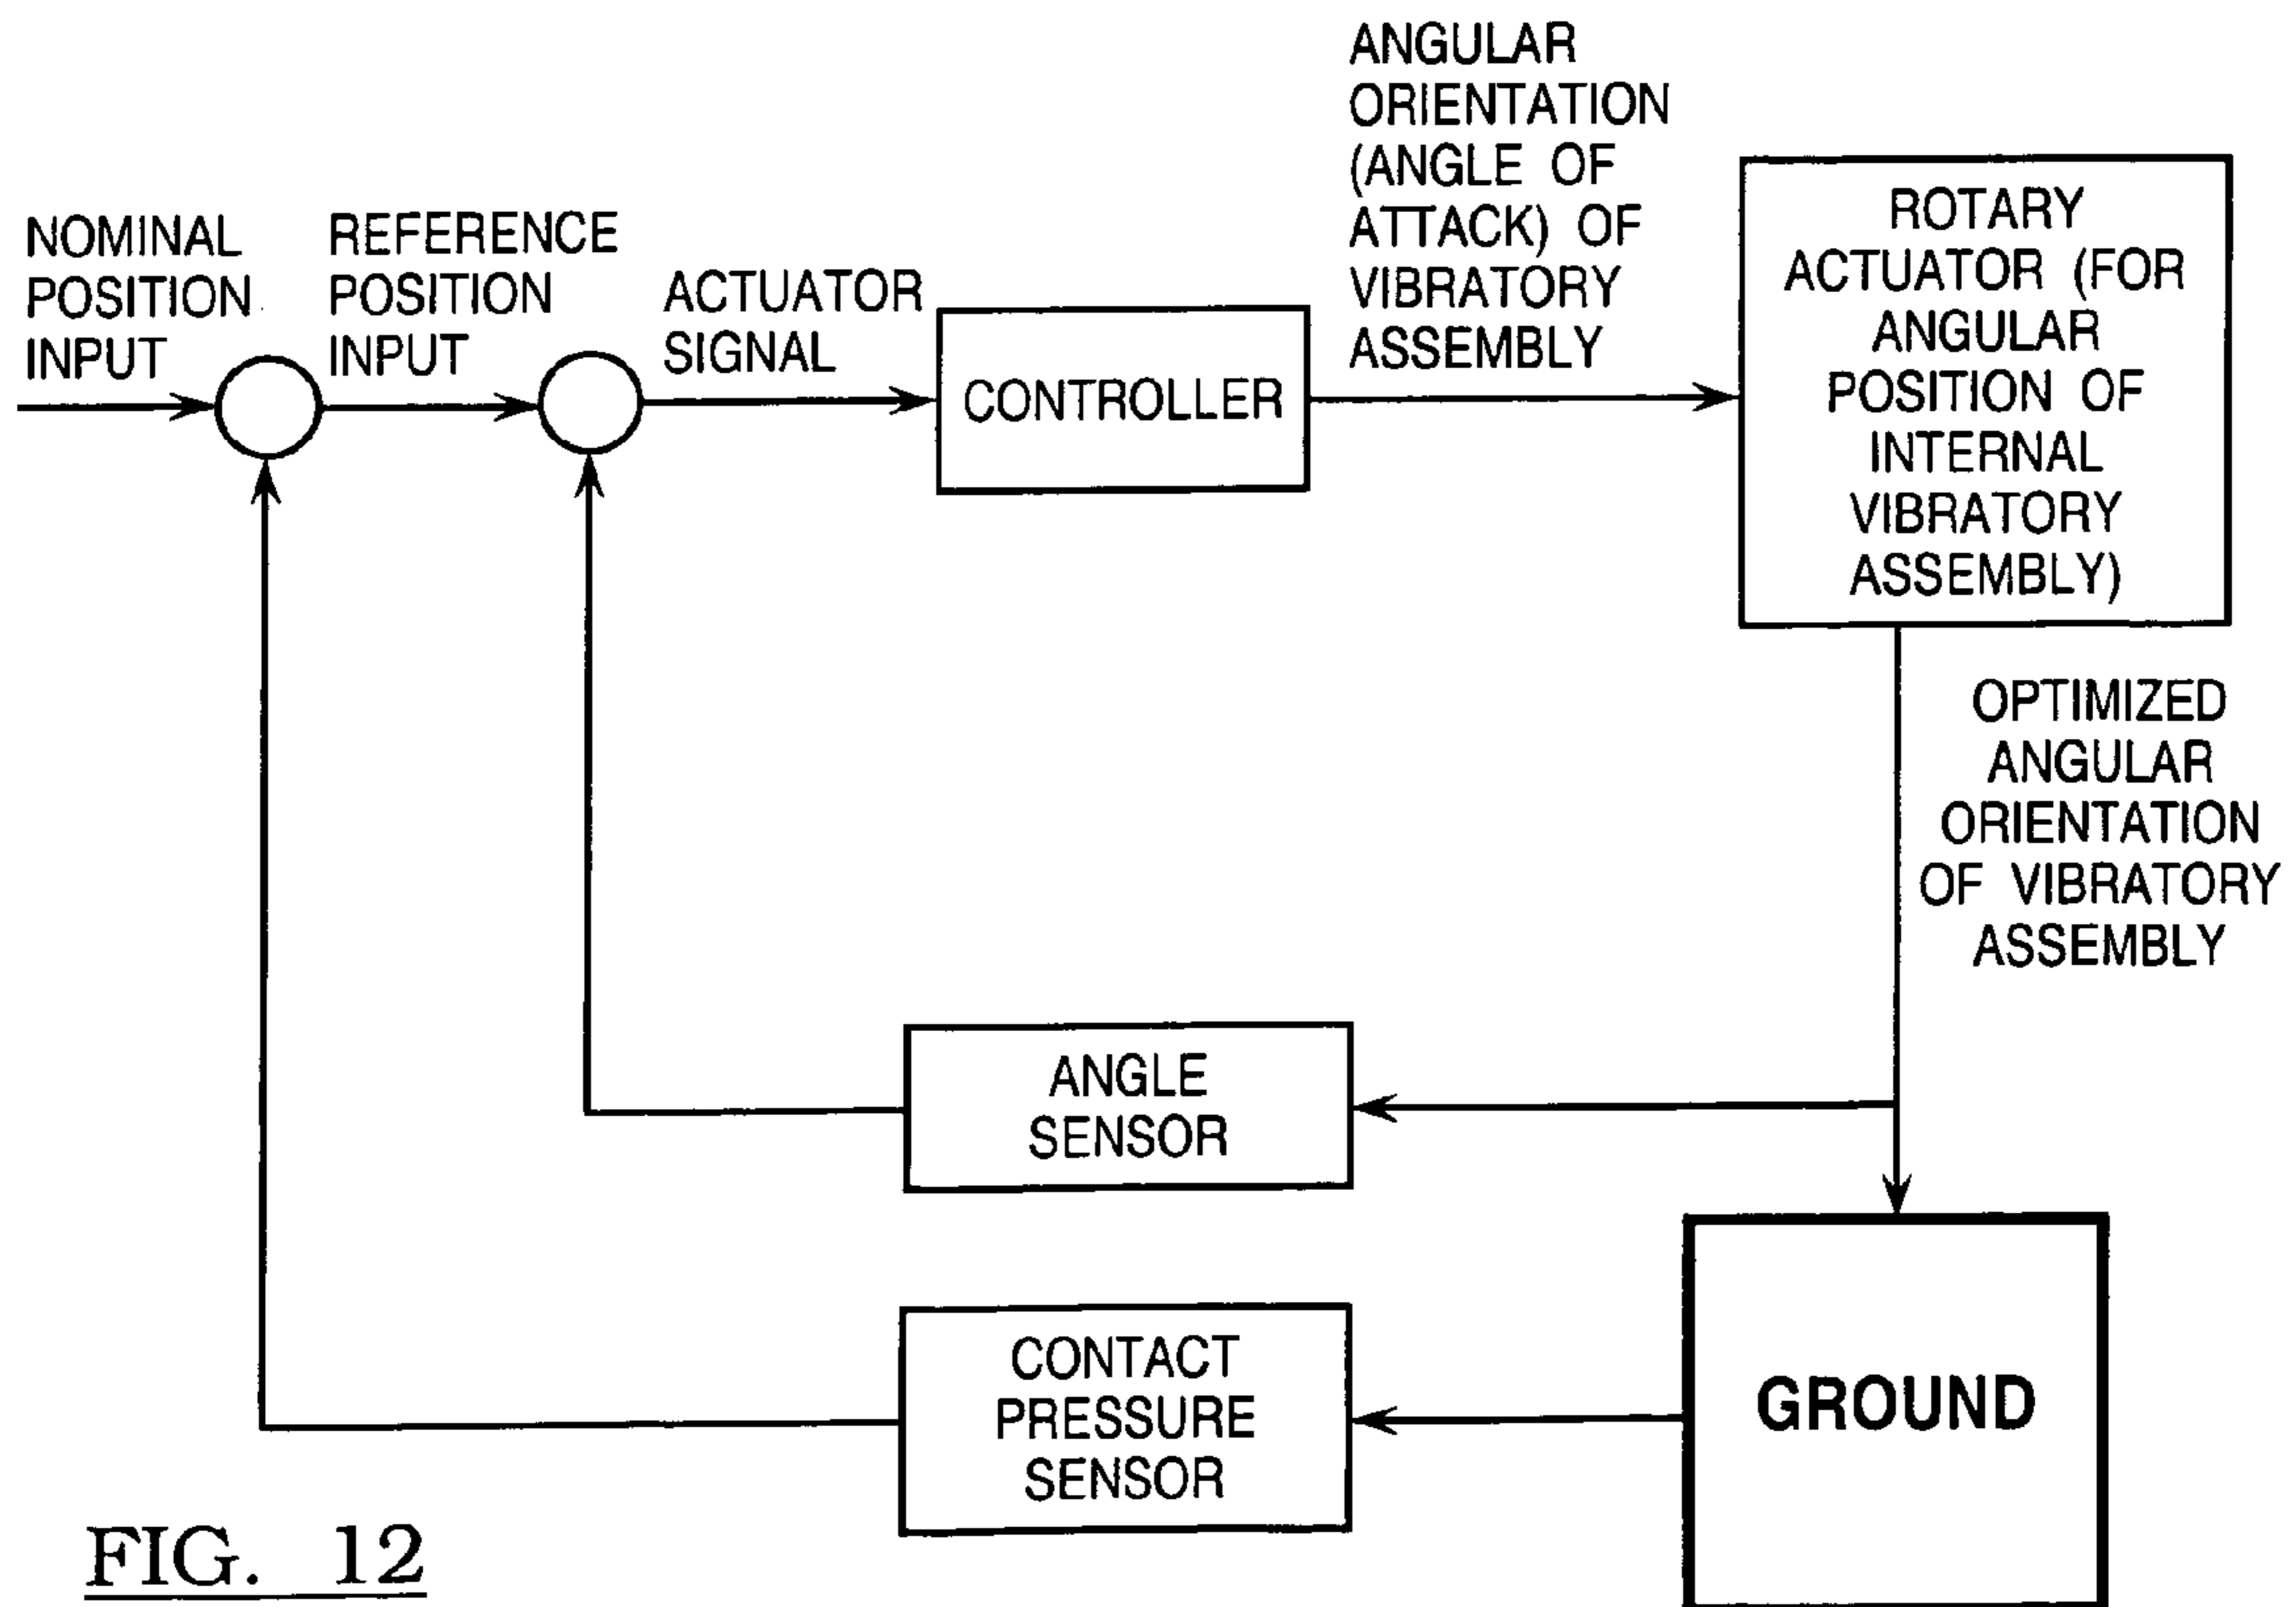 NOMINAL
POSITION
INPUT
REFERENCE
POSITION
INPUT
ACTUATOR
SIGNAL
CONTROLLER
ANGULAR
ORIENTATION
(ANGLE OF
ATTACK) OF
VIBRATORY
ASSEMBLY
ROTARY
ACTUATOR (FOR
ANGULAR
POSITION OF
INTERNAL
VIBRATORY
ASSEMBLY)
OPTIMIZED
ANGULAR
ORIENTATION
OF VIBRATORY
ASSEMBLY
ANGLE
SENSOR
CONTACT
PRESSURE
SENSOR
GROUND
FIG. 12